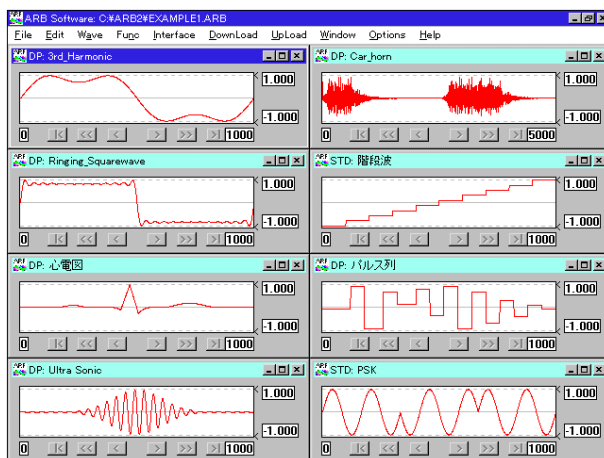 ARB Software: C:¥ARB2¥EXAMPLE1.ARB
File Edit Wave Func Interface DownLoad UpLoad Window Options Help
DP: 3rd_Harmonic
1.000
-1.000
0 |< << < > >> >| 1000
DP: Car_horn
1.000
-1.000
0 |< << < > >> >| 5000
DP: Ringing_Squarewave
1.000
-1.000
0 |< << < > >> >| 1000
STD: 階段波
1.000
-1.000
0 |< << < > >> >| 1000
DP: 心電図
1.000
-1.000
0 |< << < > >> >| 1000
DP: パルス列
1.000
-1.000
0 |< << < > >> >| 1000
DP: Ultra Sonic
1.000
-1.000
0 |< << < > >> >| 1000
STD: PSK
1.000
-1.000
0 |< << < > >> >| 1000